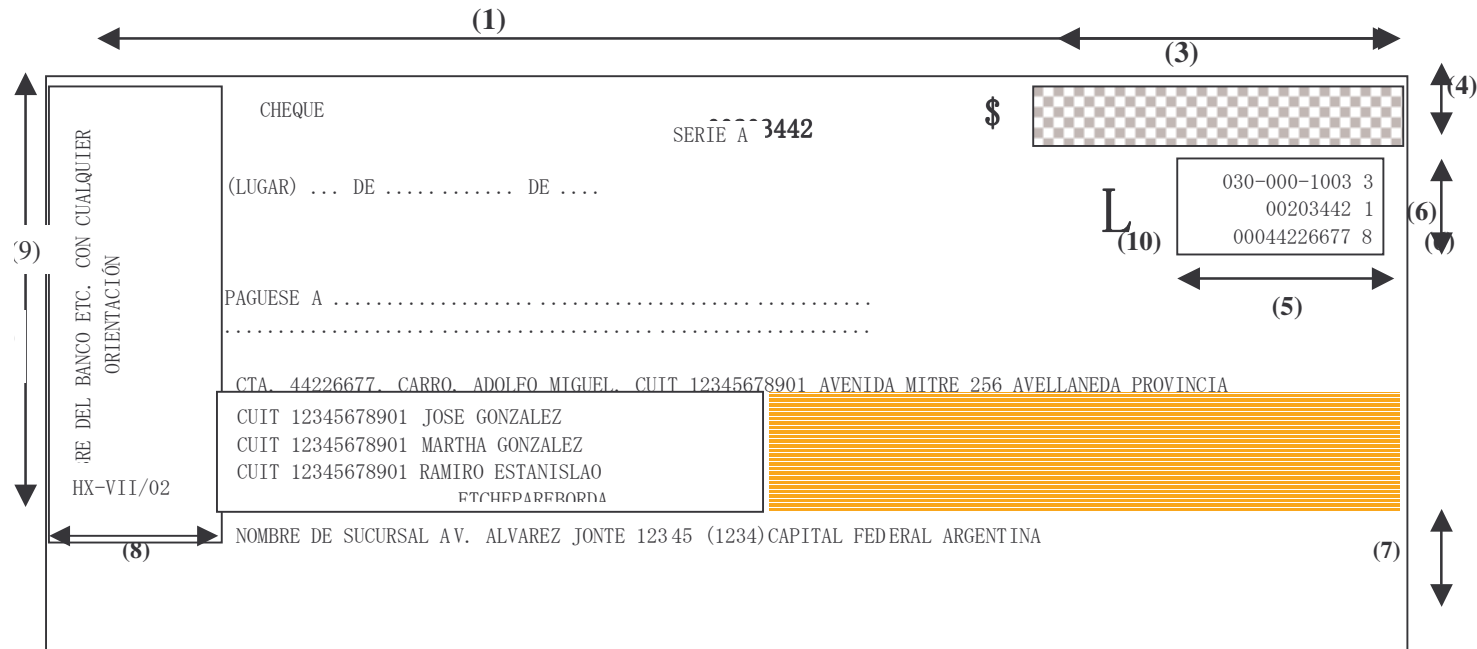 (1)
(3)
(4)
CHEQUE
SERIE A 3442
$
(LUGAR) ... DE ............ DE ....
030-000-1003 3
00203442 1
00044226677 8
L
(10)
(6)
(5)
(9)
DEL BANCO ETC. CON CUALQUIER
ORIENTACIÓN
HX-VII/02
PAGUESE A ..................................................
............................................................
CTA. 44226677. CARRO. ADOLFO MIGUEL. CUIT 12345678901 AVENIDA MITRE 256 AVELLANEDA PROVINCIA
CUIT 12345678901 JOSE GONZALEZ
CUIT 12345678901 MARTHA GONZALEZ
CUIT 12345678901 RAMIRO ESTANISLAO
ETCHEPAREBORDA
NOMBRE DE SUCURSAL AV. ALVAREZ JONTE 12345 (1234)CAPITAL FEDERAL ARGENTINA
(8)
(7)